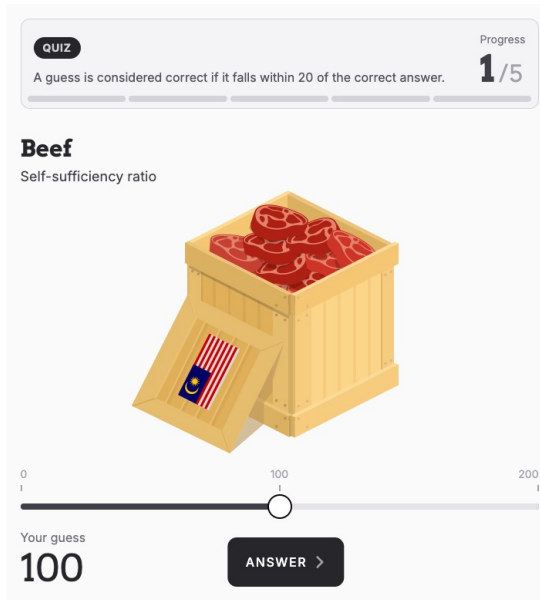 QUIZ
Progress
A guess is considered correct if it falls within 20 of the correct answer.
1/5
Beef
Self-sufficiency ratio
0
100
200
Your guess
100
ANSWER